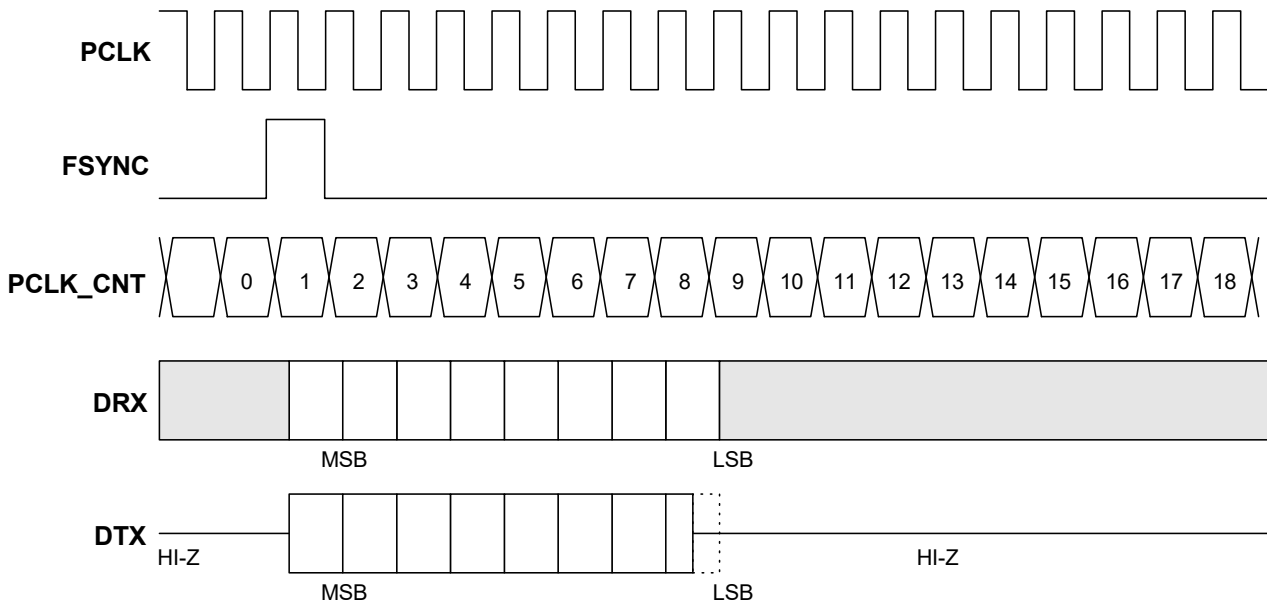 PCLK
FSYNC
PCLK_CNT 0 1 2 3 4 5 6 7 8 9 10 11 12 13 14 15 16 17 18
DRX
MSB LSB
DTX
HI-Z HI-Z
MSB LSB